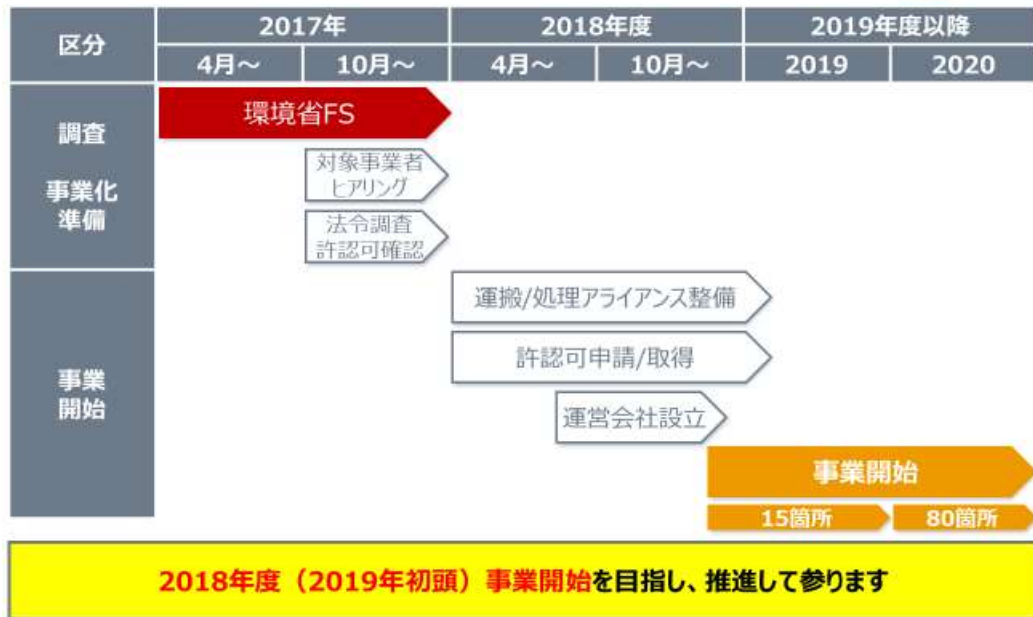 区分
2017年
2018年度
2019年度以降
4月～
10月～
4月～
10月～
2019
2020
調査
事業化
準備
環境省FS
対象事業者
ヒアリング
法令調査
許認可確認
事業
開始
運搬/処理アライアンス整備
許認可申請/取得
運営会社設立
事業開始
15箇所
80箇所
2018年度（2019年初頭）事業開始を目指し、推進して参ります